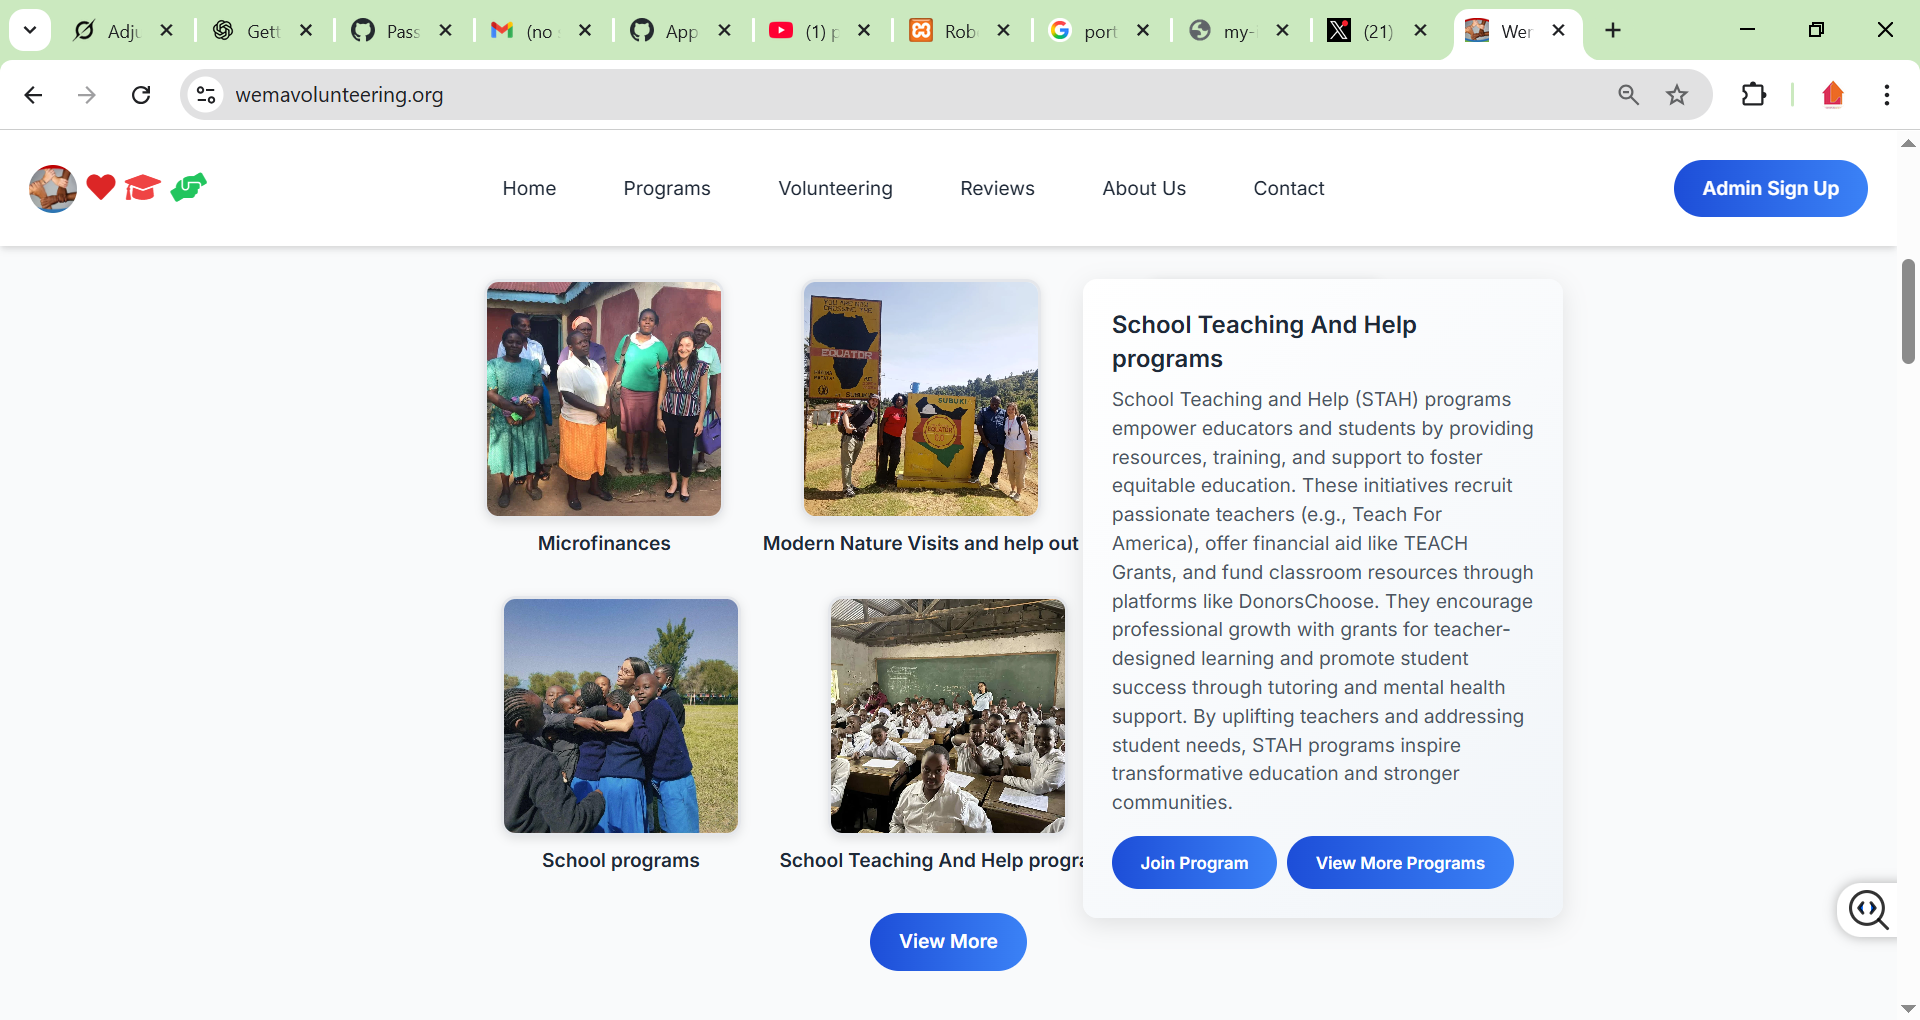 Adju
Gett
Pass
(no s
App
(1) p
Rob
port
my-
(21)
Wer
wemavolunteering.org
Home
Programs
Volunteering
Reviews
About Us
Contact
Admin Sign Up
YOU ARE NOW
CROSSING THE
EQUATOR
SUBUKI
EQUATOR
Microfinances
Modern Nature Visits and help out
School programs
School Teaching And Help progra
View More
School Teaching And Help
programs
School Teaching and Help (STAH) programs
empower educators and students by providing
resources, training, and support to foster
equitable education. These initiatives recruit
passionate teachers (e.g., Teach For
America), offer financial aid like TEACH
Grants, and fund classroom resources through
platforms like DonorsChoose. They encourage
professional growth with grants for teacher-
designed learning and promote student
success through tutoring and mental health
support. By uplifting teachers and addressing
student needs, STAH programs inspire
transformative education and stronger
communities.
Join Program
View More Programs